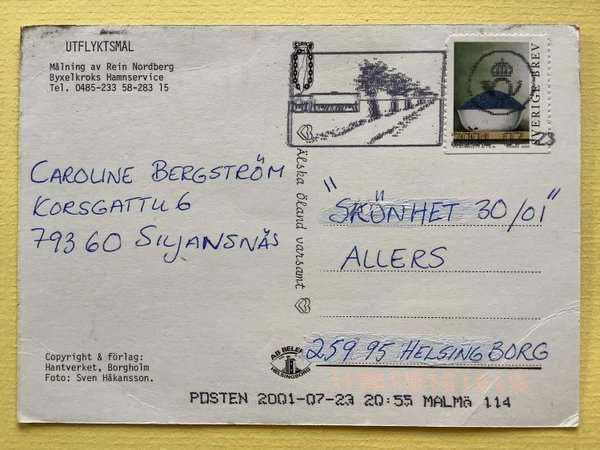 UTFLYKTSMÅL
Målning av Rein Nordberg
Byxelkroks Hamnservice
Tel. 0485-233 58-283 15
SVERIGE BREV
CAROLINE BERGSTRÖM
KORSGATTU 6
793 60 SILJANSNÄS
Älska Öland varsamt
"SKÖNHET 30/01"
ALLERS
259 95 HELSINGBORG
Copyright & förlag:
Hantverket, Borgholm
Foto: Sven Håkansson.
HELSINGBORG
POSTEN 2001-07-23 20:55 MALMö 114